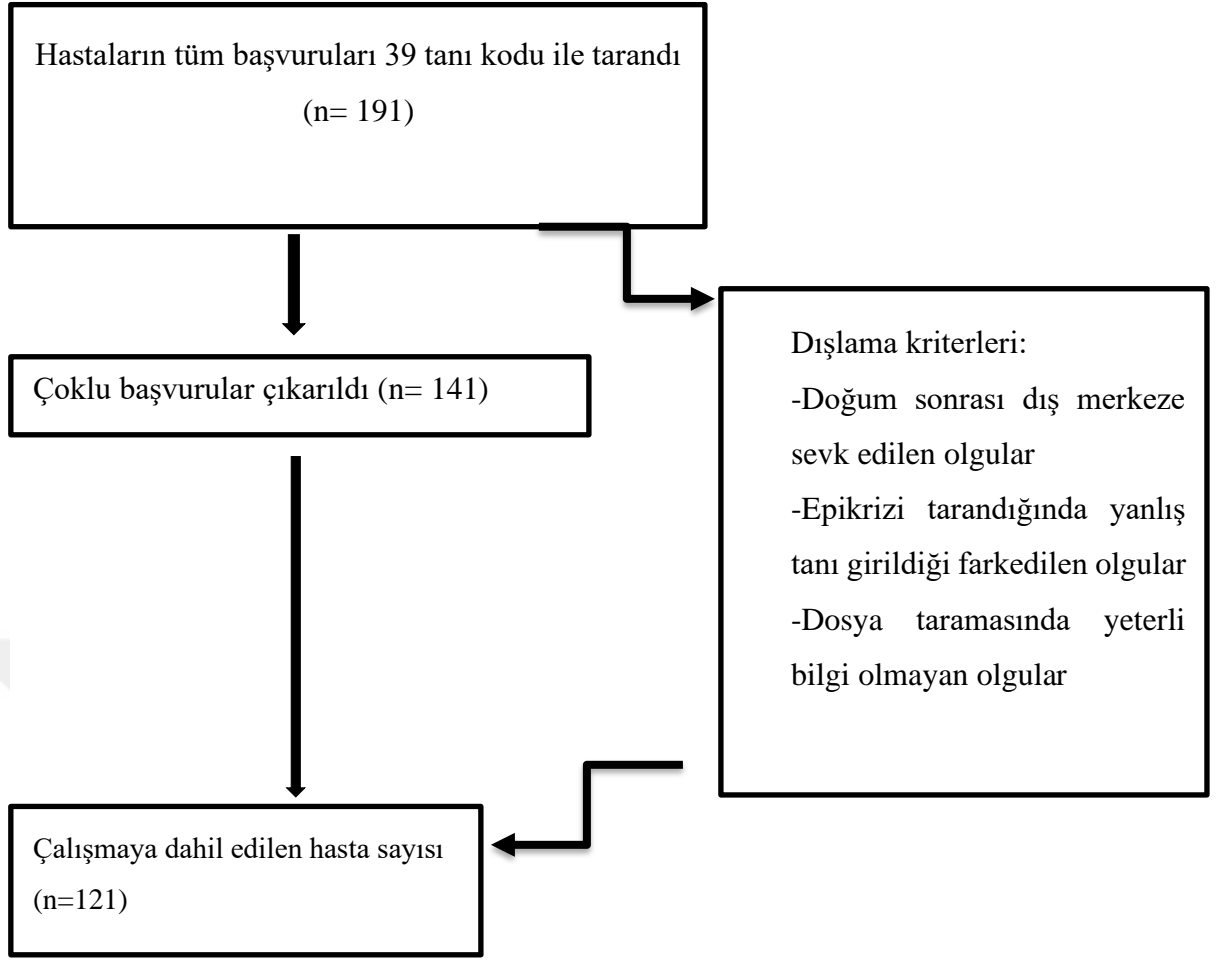 Hastaların tüm başvuruları 39 tanı kodu ile tarandı
(n= 191)
Çoklu başvurular çıkarıldı (n= 141)
Dışlama kriterleri:
-Doğum sonrası dış merkeze
sevk edilen olgular
-Epikrizi tarandığında yanlış
tanı girildiği farkedilen olgular
-Dosya taramasında yeterli
bilgi olmayan olgular
Çalışmaya dahil edilen hasta sayısı
(n=121)